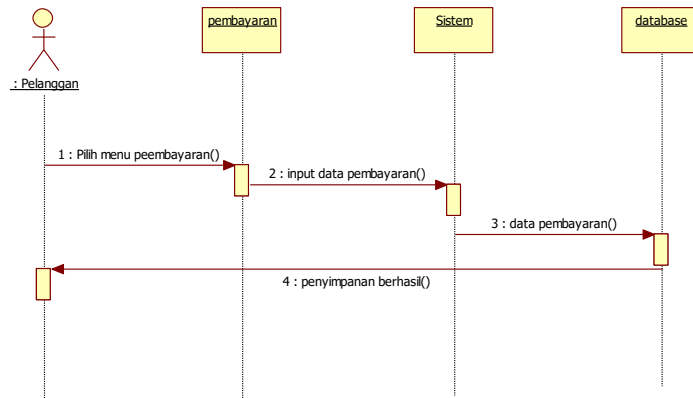 pembayaran
Sistem
database
: Pelanggan
1 : Pilih menu peembayaran()
2 : input data pembayaran()
3 : data pembayaran()
4 : penyimpanan berhasil()